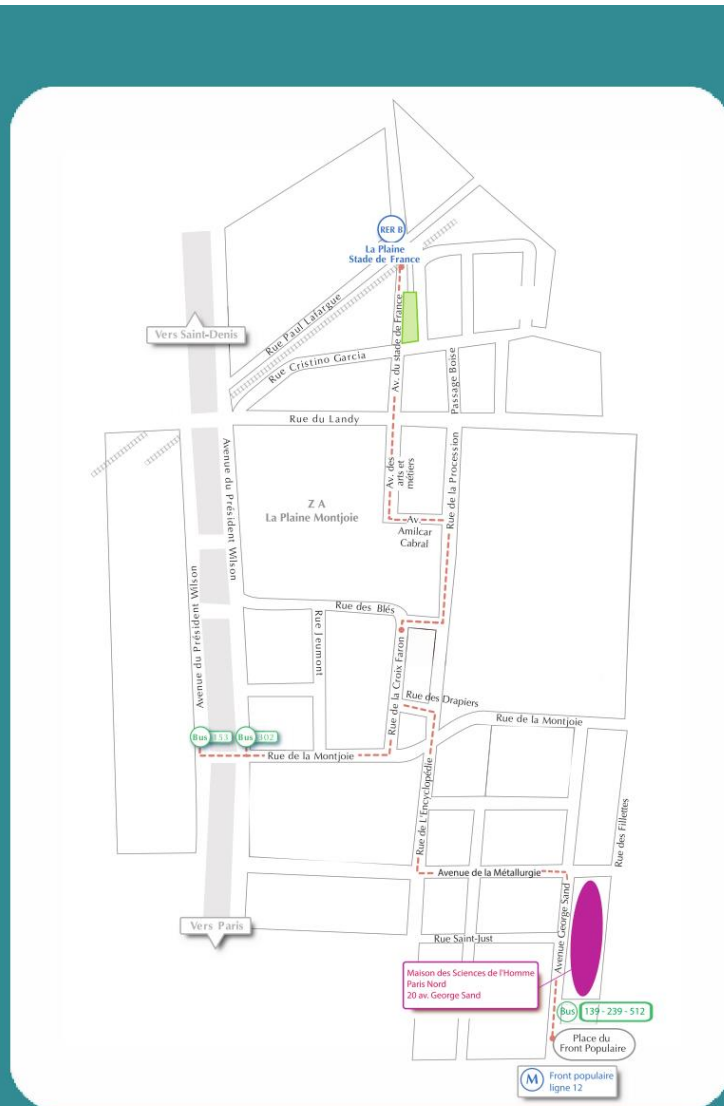 RER B
La Plaine
Stade de France
Vers Saint-Denis
Rue Paul Lafargue
Rue Cristino Garcia
Av. du stade de France
Passage Boise
Rue du Landy
Avenue du Président Wilson
Av. des
arts et
métiers
Rue de la Procession
Z A
La Plaine Montjoie
Av.
Amilcar
Cabral
Avenue du Président Wilson
Rue des Blés
Rue Jeumont
Rue de la Croix Faron
Rue des Drapiers
Rue de la Montjoie
Bus 153
Bus 302
Rue de la Montjoie
Rue de L'Encyclopédie
Rue des Fillettes
Avenue de la Métallurgie
Avenue George Sand
Vers Paris
Rue Saint-Just
Maison des Sciences de l'Homme
Paris Nord
20 av. George Sand
Bus 139 - 239 - 512
Place du
Front Populaire
M Front populaire
ligne 12